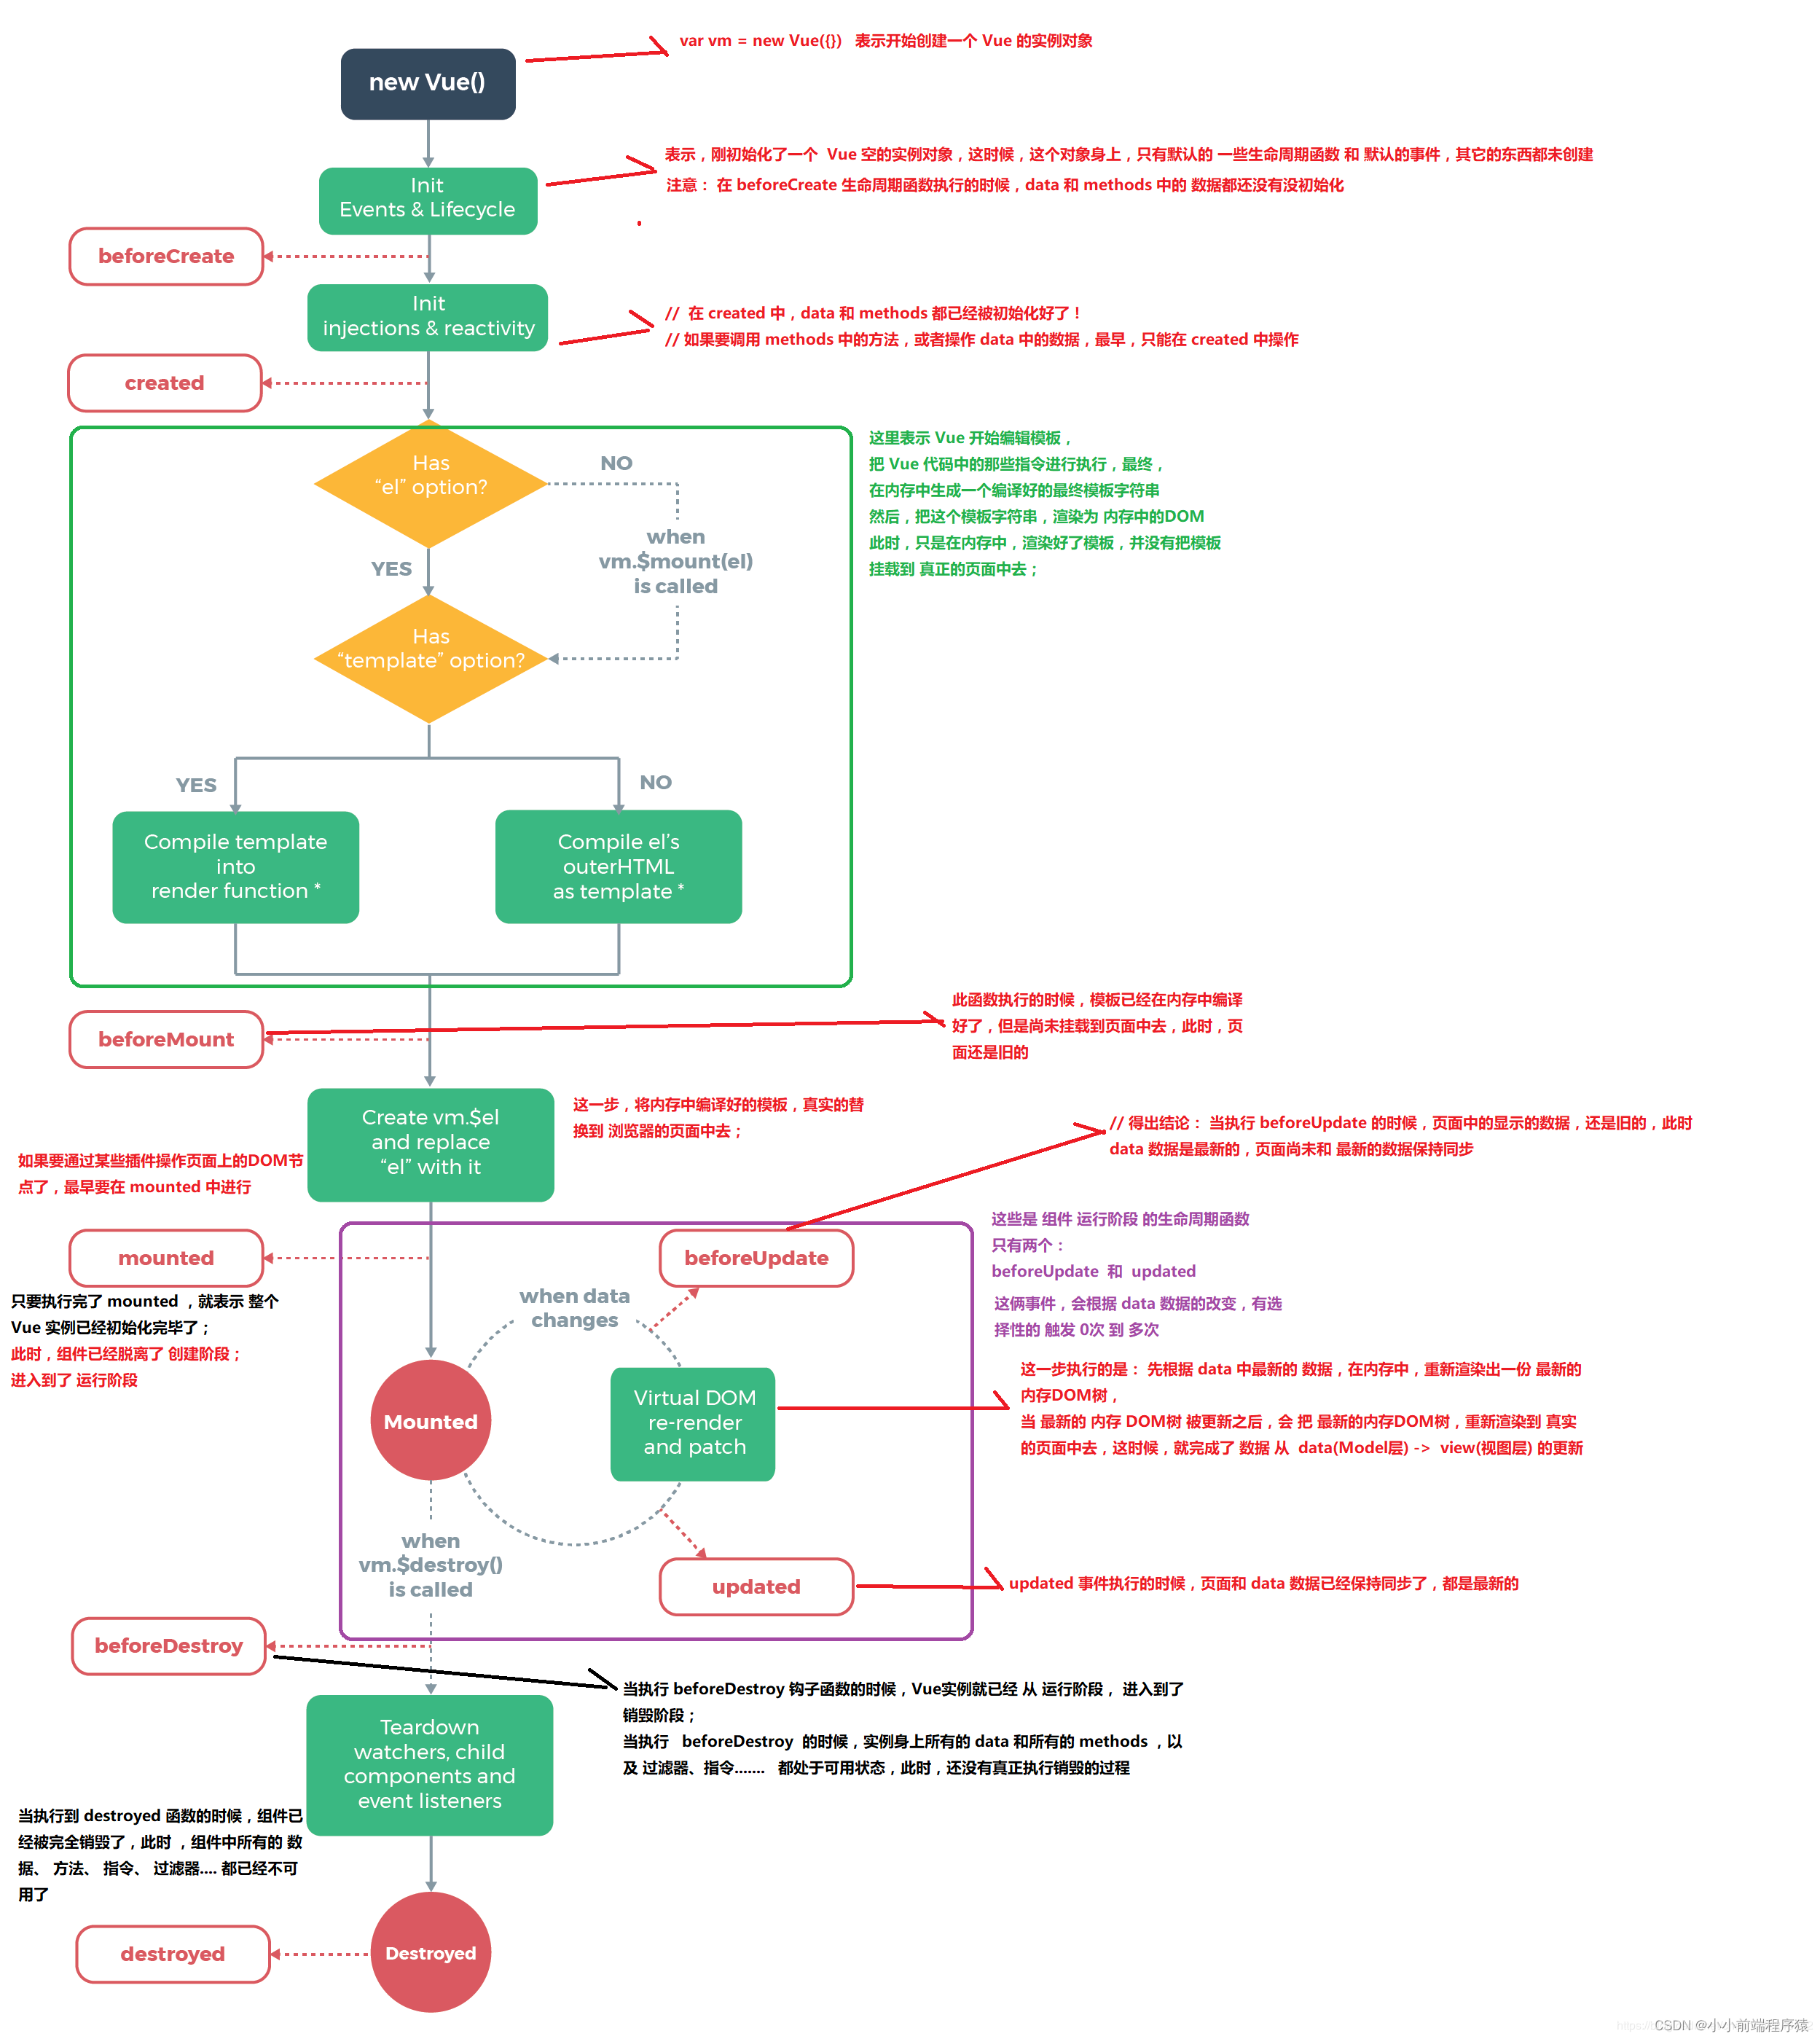 var vm = new Vue({}) 表示开始创建一个 Vue 的实例对象
new Vue()
表示，刚初始化了一个 Vue 空的实例对象，这时候，这个对象身上，只有默认的 一些生命周期函数 和 默认的事件，其它的东西都未创建
注意： 在 beforeCreate 生命周期函数执行的时候，data 和 methods 中的 数据都还没有没初始化
Init
Events & Lifecycle
beforeCreate
Init
injections & reactivity
// 在 created 中，data 和 methods 都已经被初始化好了！
// 如果要调用 methods 中的方法，或者操作 data 中的数据，最早，只能在 created 中操作
created
这里表示 Vue 开始编辑模板，
把 Vue 代码中的那些指令进行执行，最终，
在内存中生成一个编译好的最终模板字符串
然后，把这个模板字符串，渲染为 内存中的DOM
此时，只是在内存中，渲染好了模板，并没有把模板
挂载到 真正的页面中去；
Has
“el” option?
NO
when
vm.$mount(el)
is called
YES
Has
“template” option?
YES
NO
Compile template
into
render function *
Compile el’s
outerHTML
as template *
此函数执行的时候，模板已经在内存中编译
好了，但是尚未挂载到页面中去，此时，页
面还是旧的
beforeMount
Create vm.$el
and replace
“el” with it
这一步，将内存中编译好的模板，真实的替
换到 浏览器的页面中去；
// 得出结论： 当执行 beforeUpdate 的时候，页面中的显示的数据，还是旧的，此时
data 数据是最新的，页面尚未和 最新的数据保持同步
如果要通过某些插件操作页面上的DOM节
点了，最早要在 mounted 中进行
mounted
只要执行完了 mounted ，就表示 整个
Vue 实例已经初始化完毕了；
此时，组件已经脱离了 创建阶段；
进入到了 运行阶段
beforeUpdate
这些是 组件 运行阶段 的生命周期函数
只有两个：
beforeUpdate 和 updated
这俩事件，会根据 data 数据的改变，有选
择性的 触发 0次 到 多次
when data
changes
Mounted
Virtual DOM
re-render
and patch
这一步执行的是： 先根据 data 中最新的 数据，在内存中，重新渲染出一份 最新的
内存DOM树，
当 最新的 内存 DOM树 被更新之后，会 把 最新的内存DOM树，重新渲染到 真实
的页面中去，这时候，就完成了 数据 从 data(Model层) -> view(视图层) 的更新
when
vm.$destroy()
is called
updated
updated 事件执行的时候，页面和 data 数据已经保持同步了，都是最新的
beforeDestroy
当执行 beforeDestroy 钩子函数的时候，Vue实例就已经 从 运行阶段， 进入到了
销毁阶段；
当执行 beforeDestroy 的时候，实例身上所有的 data 和所有的 methods ，以
及 过滤器、指令....... 都处于可用状态，此时，还没有真正执行销毁的过程
Teardown
watchers, child
components and
event listeners
当执行到 destroyed 函数的时候，组件已
经被完全销毁了，此时 ，组件中所有的 数
据、 方法、 指令、 过滤器.... 都已经不可
用了
destroyed
Destroyed
CSDN @小小前端程序猿